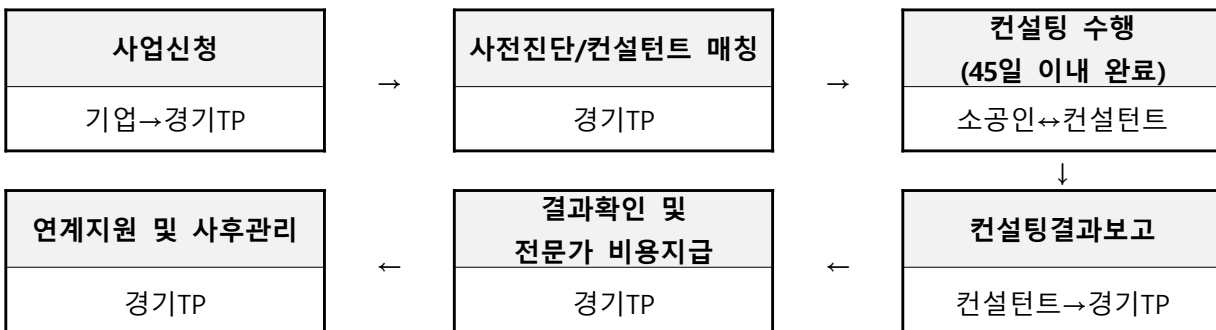 사업신청
기업→경기TP
→
사전진단/컨설턴트 매칭
경기TP
→
컨설팅 수행
(45일 이내 완료)
소공인↔컨설턴트
↓
컨설팅결과보고
컨설턴트→경기TP
←
결과확인 및
전문가 비용지급
경기TP
←
연계지원 및 사후관리
경기TP